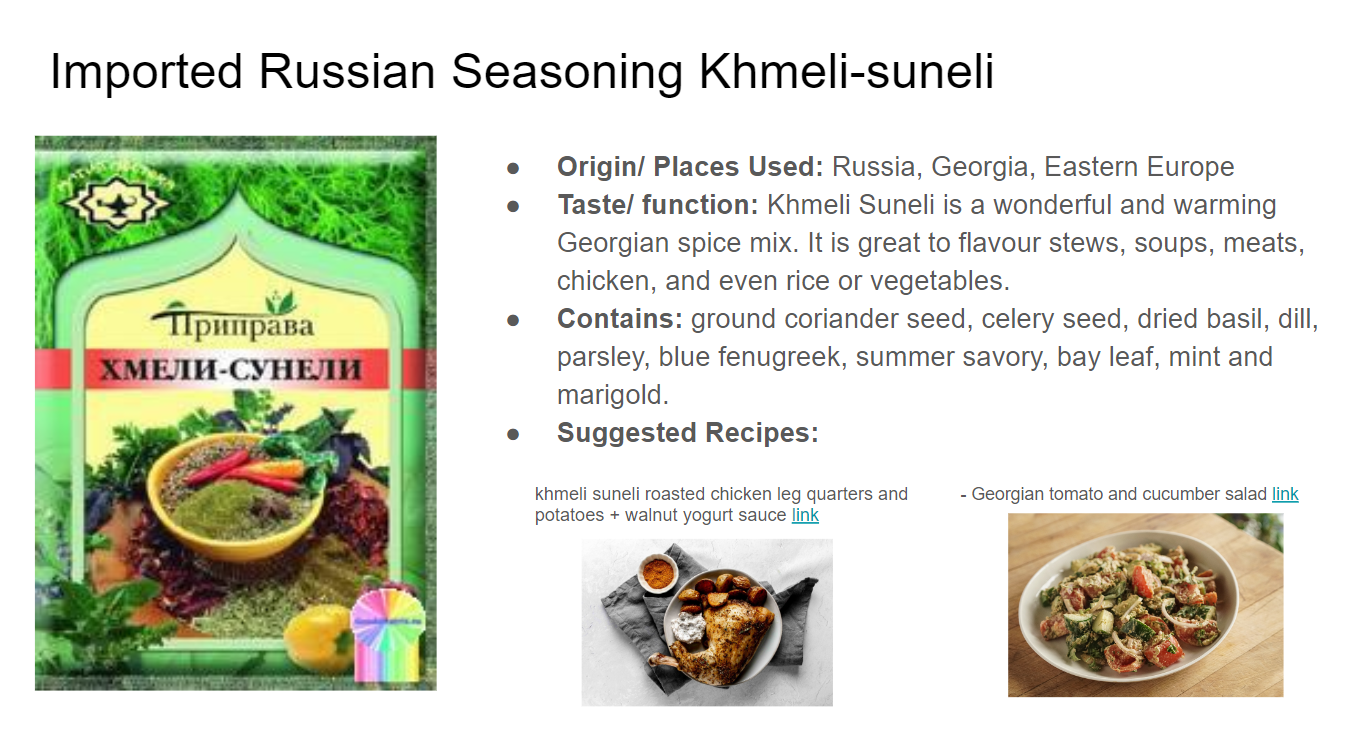 Imported Russian Seasoning Khmeli-suneli
Приправа
ХМЕЛИ-СУНЕЛИ
● Origin/ Places Used: Russia, Georgia, Eastern Europe
● Taste/ function: Khmeli Suneli is a wonderful and warming
Georgian spice mix. It is great to flavour stews, soups, meats,
chicken, and even rice or vegetables.
● Contains: ground coriander seed, celery seed, dried basil, dill,
parsley, blue fenugreek, summer savory, bay leaf, mint and
marigold.
● Suggested Recipes:
khmeli suneli roasted chicken leg quarters and
potatoes + walnut yogurt sauce link
- Georgian tomato and cucumber salad link